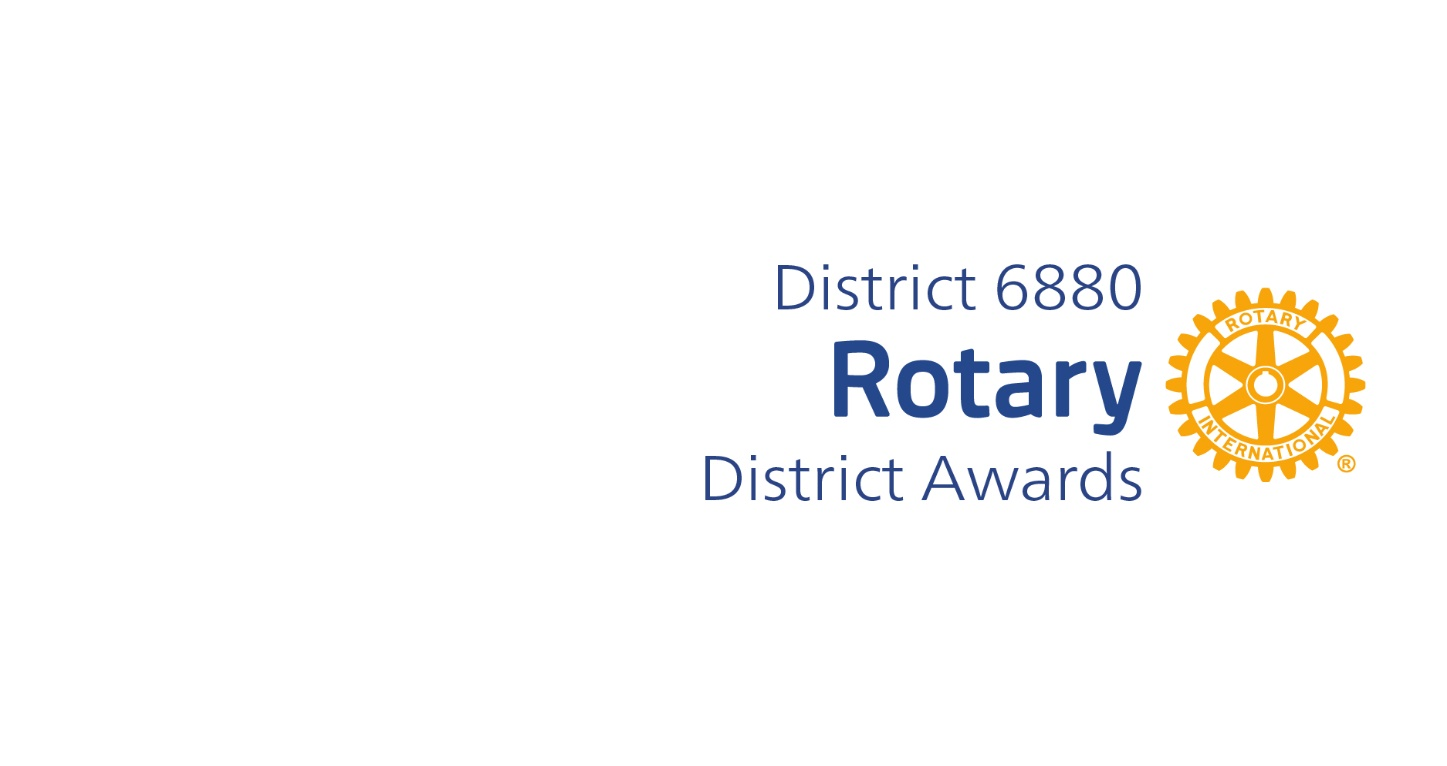 District 6880
Rotary
District Awards
ROTARY
INTERNATIONAL
®